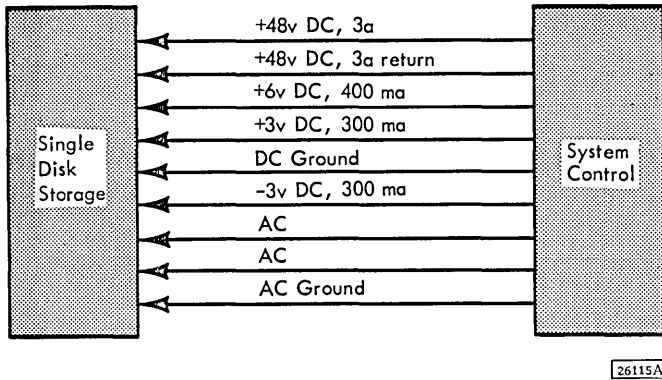 +48v DC, 3a
+48v DC, 3a return
+6v DC, 400 ma
+3v DC, 300 ma
DC Ground
-3v DC, 300 ma
AC
AC
AC Ground
Single
Disk
Storage
System
Control
26115A